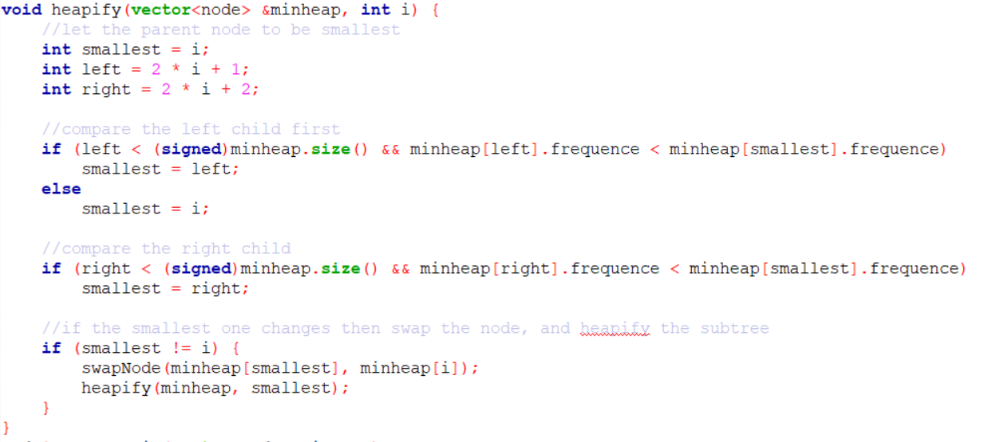 void heapify(vector<node> &minheap, int i) {
    //let the parent node to be smallest
    int smallest = i;
    int left = 2 * i + 1;
    int right = 2 * i + 2;

    //compare the left child first
    if (left < (signed)minheap.size() && minheap[left].frequence < minheap[smallest].frequence)
        smallest = left;
    else
        smallest = i;

    //compare the right child
    if (right < (signed)minheap.size() && minheap[right].frequence < minheap[smallest].frequence)
        smallest = right;

    //if the smallest one changes then swap the node, and heapify the subtree
    if (smallest != i) {
        swapNode(minheap[smallest], minheap[i]);
        heapify(minheap, smallest);
    }
}